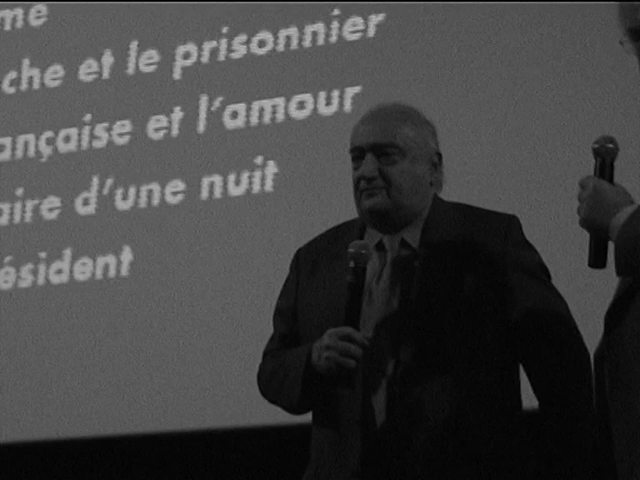 me
che et le prisonnier
ançaise et l'amour
aire d'une nuit
ésident